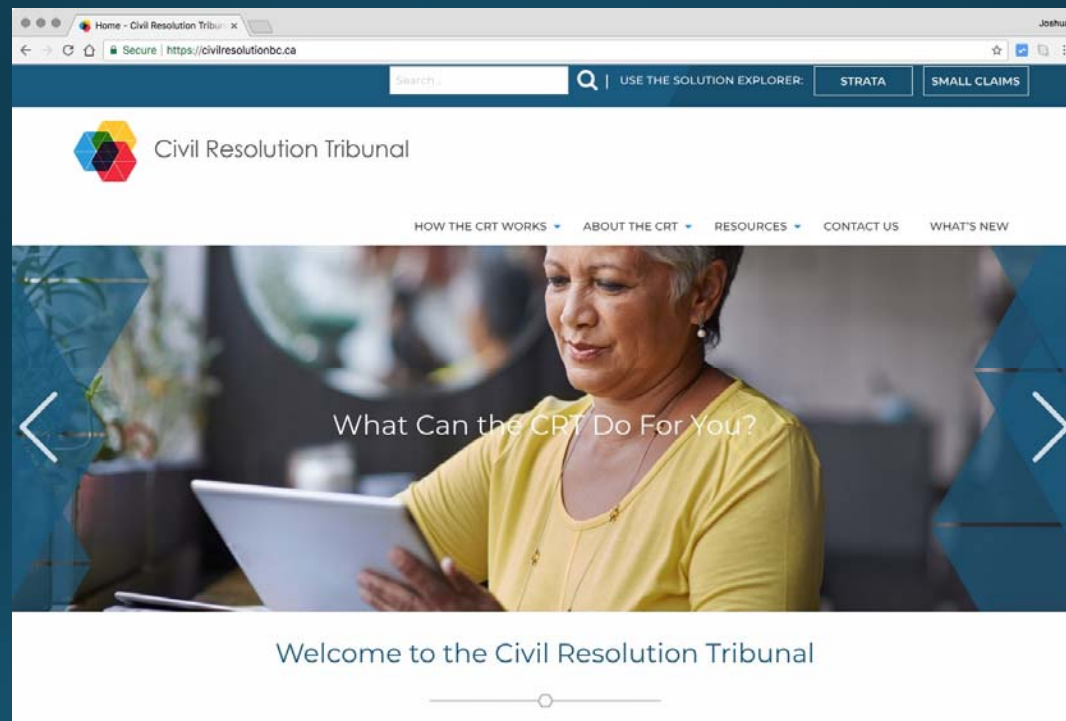 Home - Civil Resolution Tribun
Joshua
Secure | https://civilresolutionbc.ca
Search...
| USE THE SOLUTION EXPLORER:
STRATA
SMALL CLAIMS
Civil Resolution Tribunal
HOW THE CRT WORKS
ABOUT THE CRT
RESOURCES
CONTACT US
WHAT'S NEW
What Can the CRT Do For You?
Welcome to the Civil Resolution Tribunal